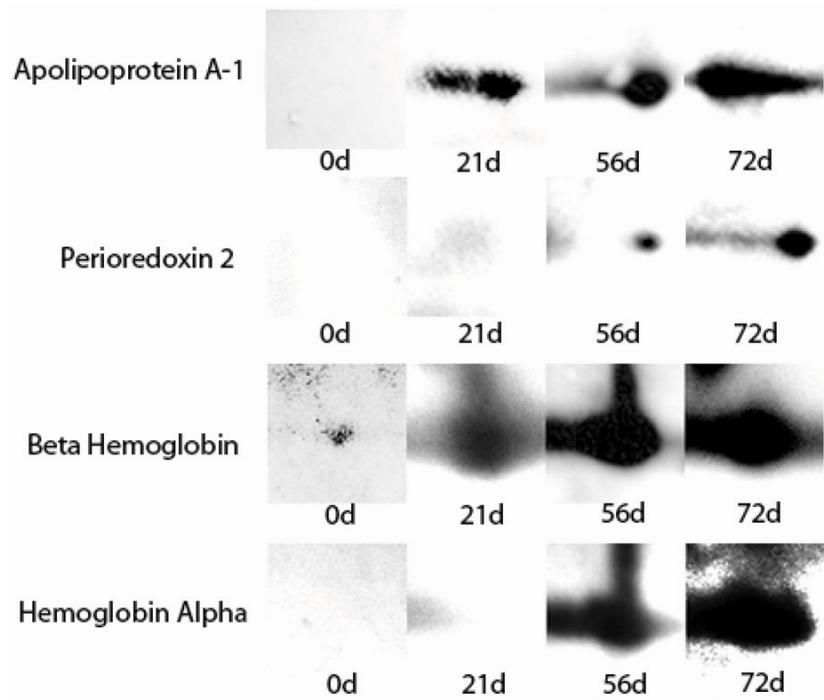 Apolipoprotein A-1
0d 21d 56d 72d
Perioredoxin 2
0d 21d 56d 72d
Beta Hemoglobin
0d 21d 56d 72d
Hemoglobin Alpha
0d 21d 56d 72d